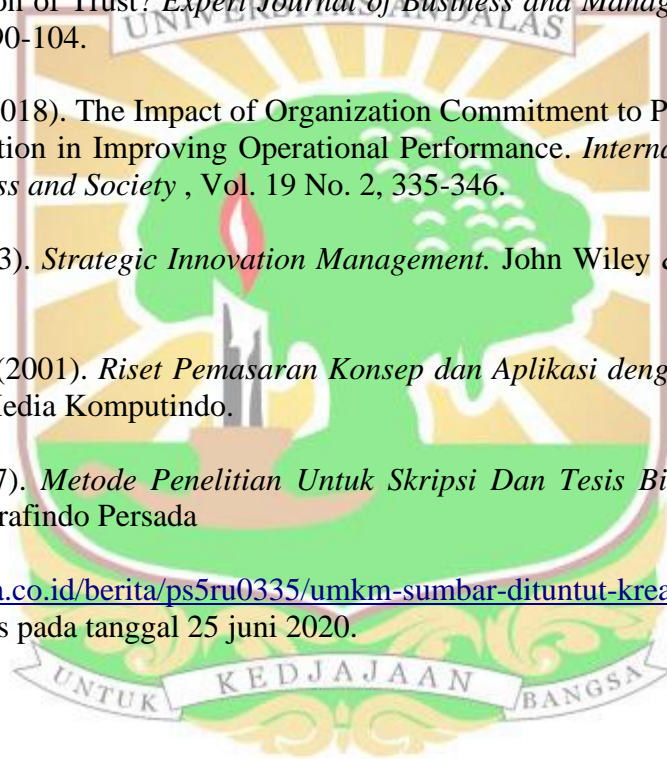 on of Trust? Expert Journal of Business and Manag
UNIVERSITAS ANDALAS
90-104.
018). The Impact of Organization Commitment to P
tion in Improving Operational Performance. Interna
ss and Society , Vol. 19 No. 2, 335-346.
3). Strategic Innovation Management. John Wiley &
(2001). Riset Pemasaran Konsep dan Aplikasi deng
Media Komputindo.
7). Metode Penelitian Untuk Skripsi Dan Tesis Bi
rafindo Persada
a.co.id/berita/ps5ru0335/umkm-sumbar-dituntut-krea
s pada tanggal 25 juni 2020.
UNTUK KEDJAJAAN BANGSA